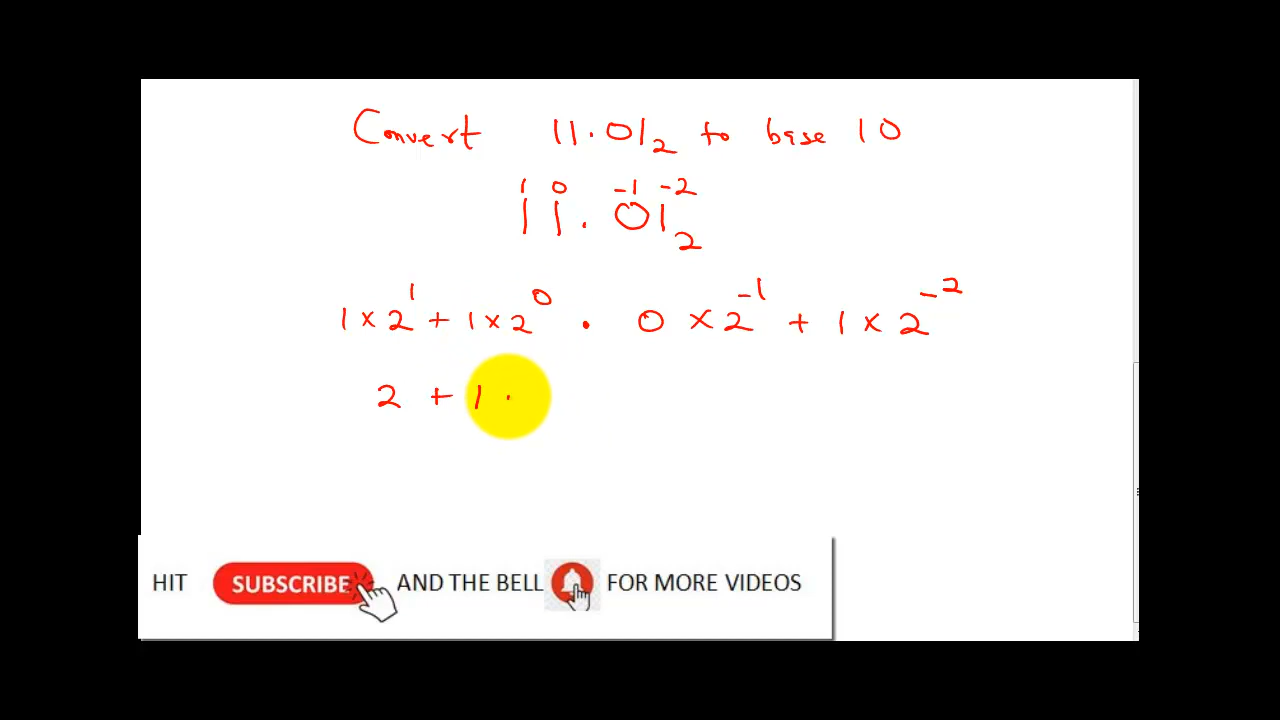 Convert 11.01₂ to base 10
1 0 -1 -2
11.01₂
1 × 2¹ + 1 × 2⁰ . 0 × 2⁻¹ + 1 × 2⁻²
2 + 1 .
HIT SUBSCRIBE AND THE BELL FOR MORE VIDEOS